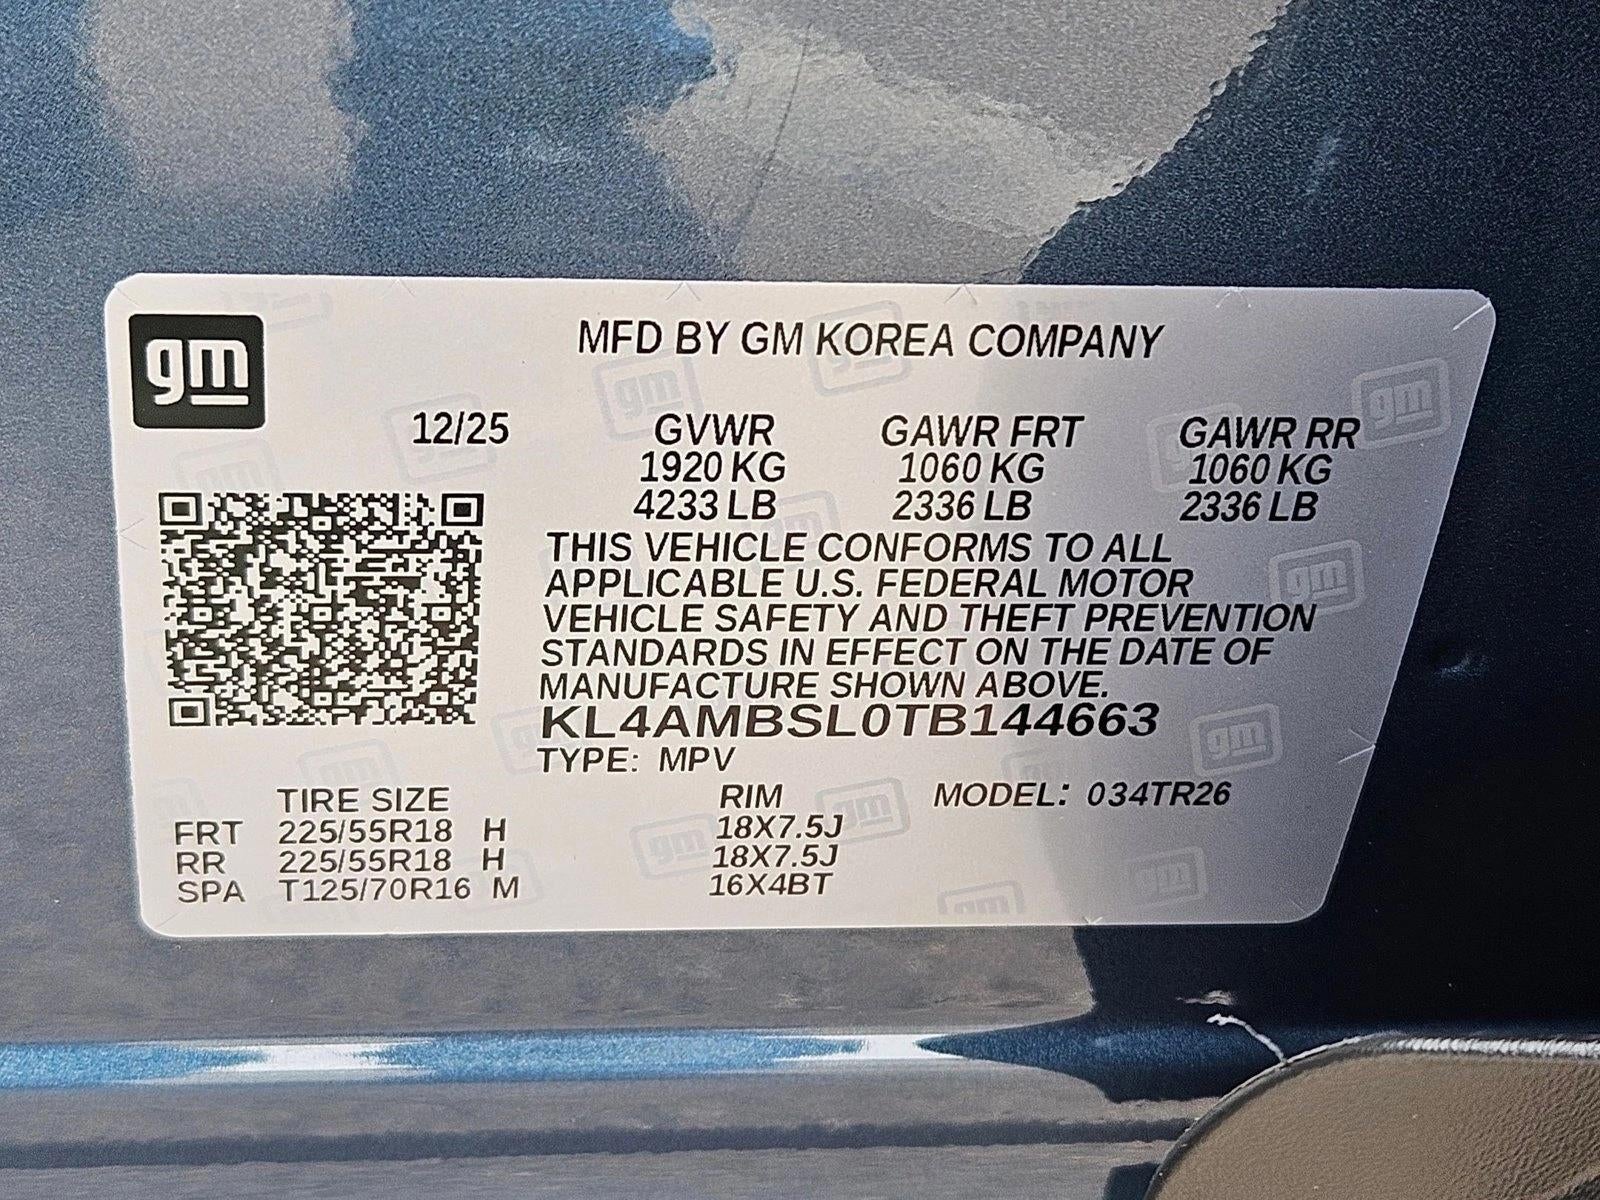 gm
MFD BY GM KOREA COMPANY
12/25 GVWR GAWR FRT GAWR RR
1920 KG 1060 KG 1060 KG
4233 LB 2336 LB 2336 LB
THIS VEHICLE CONFORMS TO ALL
APPLICABLE U.S. FEDERAL MOTOR
VEHICLE SAFETY AND THEFT PREVENTION
STANDARDS IN EFFECT ON THE DATE OF
MANUFACTURE SHOWN ABOVE.
KL4AMBSL0TB144663
TYPE: MPV
TIRE SIZE RIM MODEL: 034TR26
FRT 225/55R18 H 18X7.5J
RR 225/55R18 H 18X7.5J
SPA T125/70R16 M 16X4BT